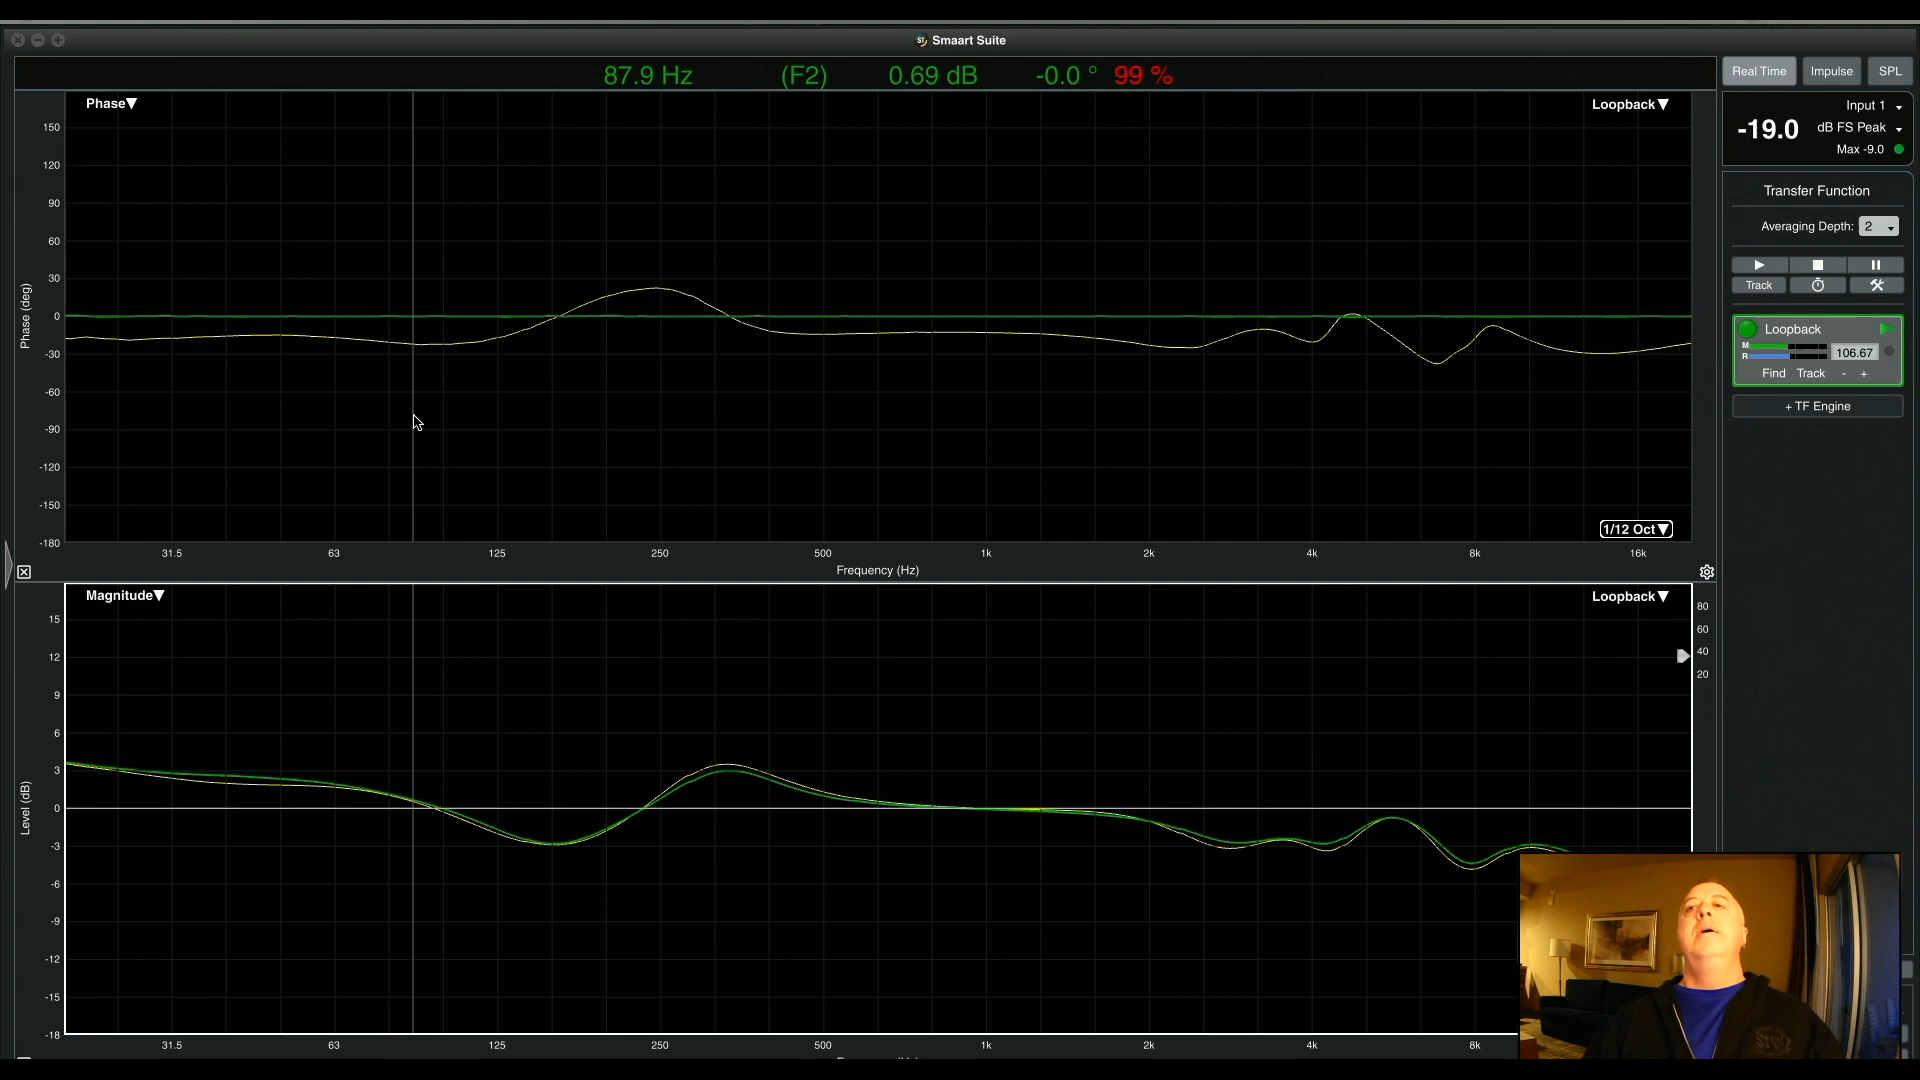 Smaart Suite
87.9 Hz (F2) 0.69 dB -0.0 ° 99 %
Real Time Impulse SPL
Input 1
-19.0 dB FS Peak
Max -9.0
Transfer Function
Averaging Depth: 2
Track
Loopback
M
R
106.67
Find Track - +
+ TF Engine
Phase▼ Loopback▼
150
120
90
60
30
0
-30
-60
-90
-120
-150
-180
Phase (deg)
1/12 Oct▼
31.5 63 125 250 500 1k 2k 4k 8k 16k
Frequency (Hz)
Magnitude▼ Loopback▼
15
12
9
6
3
0
-3
-6
-9
-12
-15
-18
Level (dB)
80
60
40
20
31.5 63 125 250 500 1k 2k 4k 8k